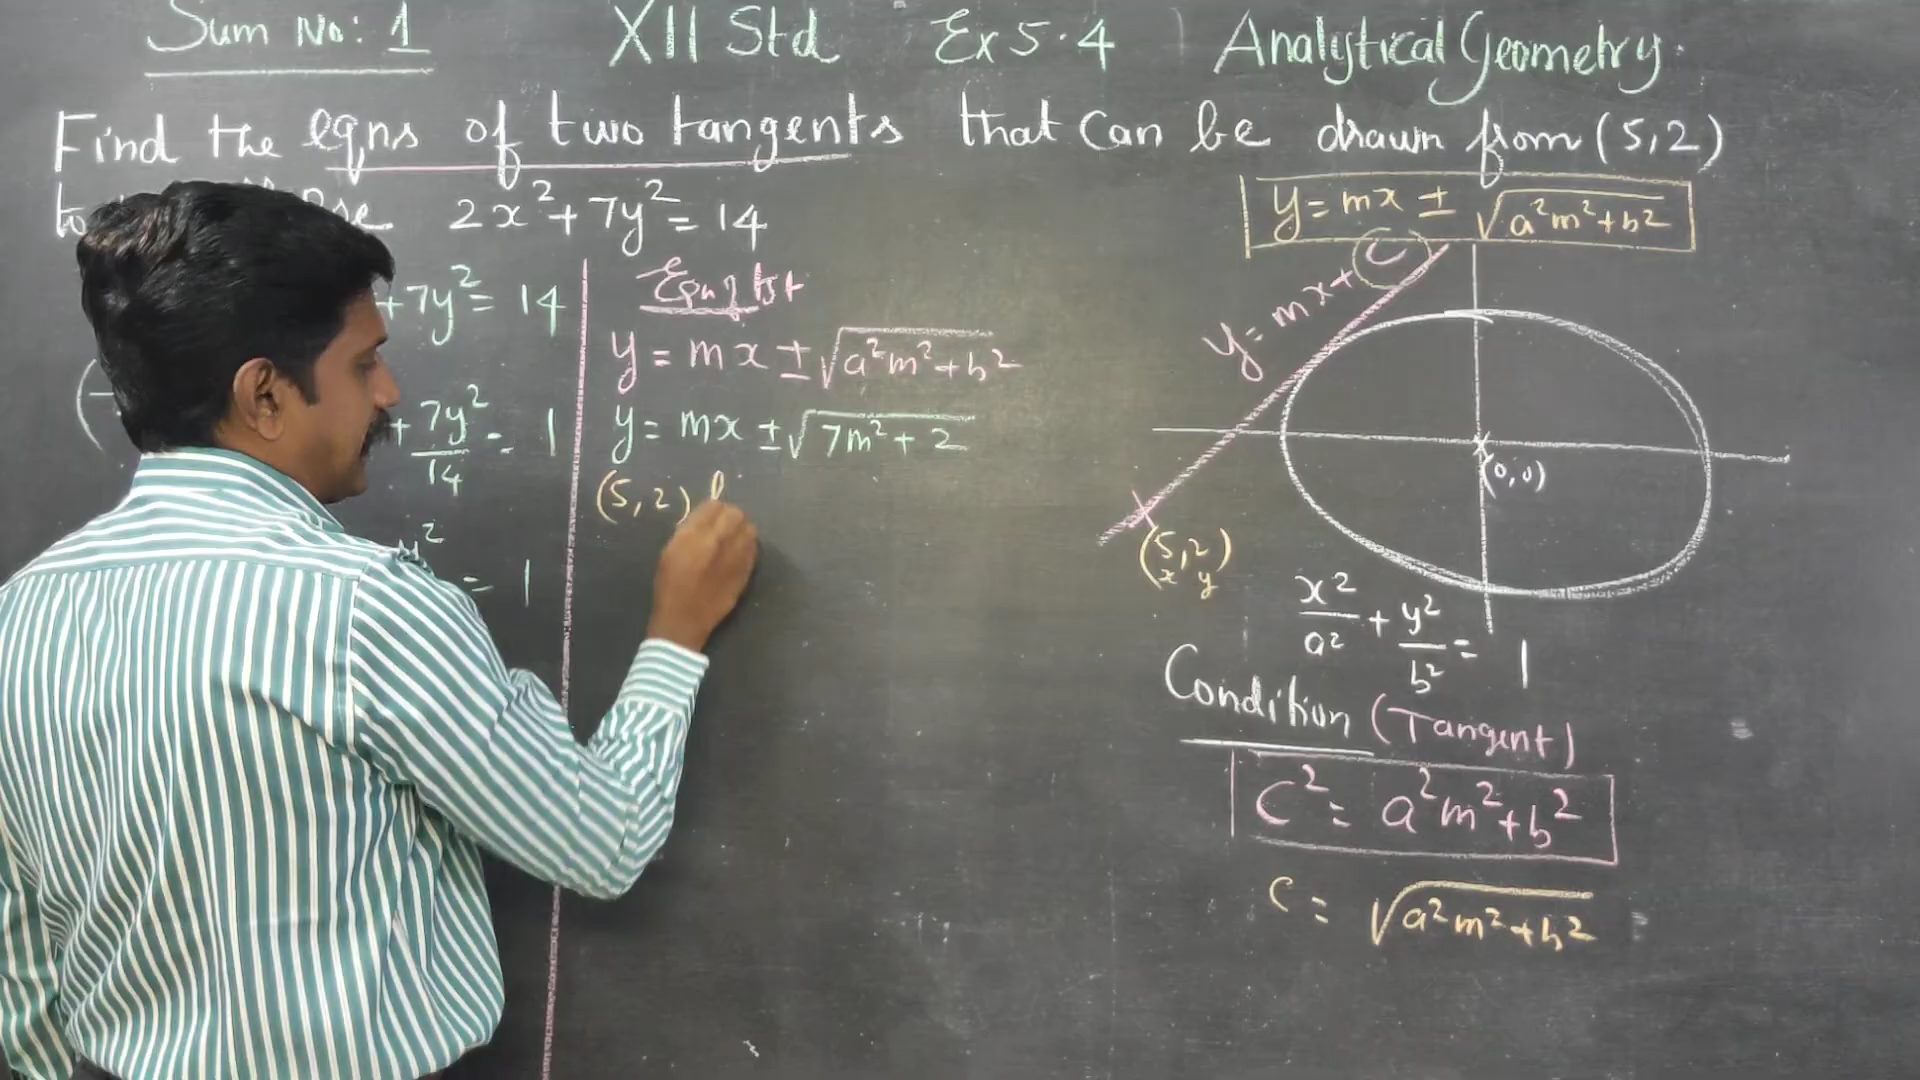 Sum No: 1 XII Std Ex 5.4 Analytical Geometry
Find the eqns of two tangents that can be drawn from (5,2)
2x²+7y²=14
+7y²=14
+7y²/14=1
y²
=1
Eqn of tgt
y=mx±√a²m²+b²
y=mx±√7m²+2
(5,2)
y=mx±√a²m²+b²
y=mx+c
(0,0)
(5,2)
x y
x²/a²+y²/b²=1
Condition (Tangent)
C²=a²m²+b²
C=√a²m²+b²